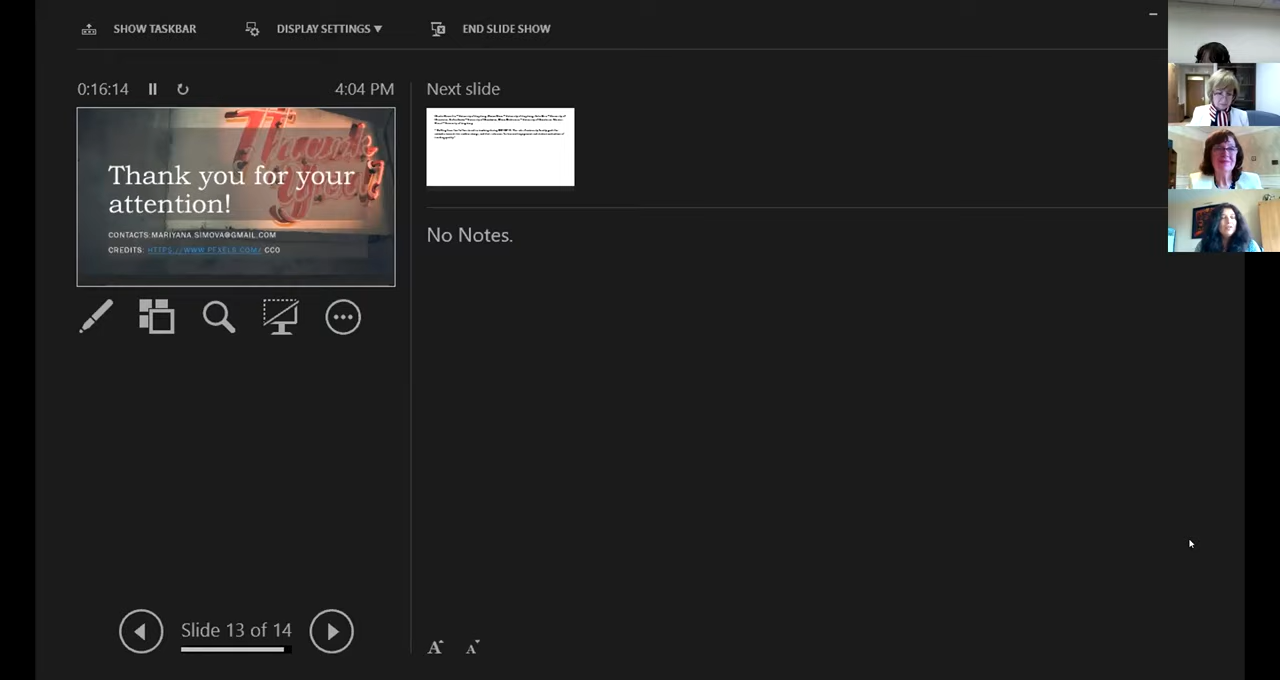 SHOW TASKBAR
DISPLAY SETTINGS
END SLIDE SHOW
0:16:14
4:04 PM
Next slide
Thank you for your
attention!
CONTACTS:MARIYANA.SIMOVA@GMAIL.COM
CREDITS: HTTPS://WWW.PEXELS.COM/ CC0
No Notes.
Slide 13 of 14
A A